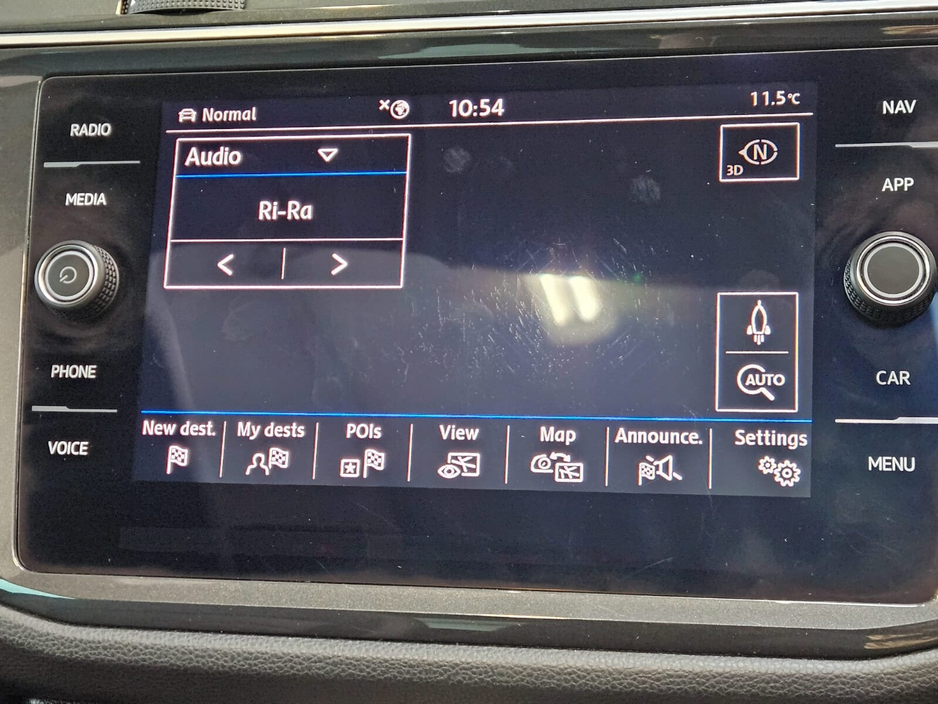 Normal
10:54
11.5°C
RADIO
MEDIA
PHONE
VOICE
Audio
Ri-Ra
< >
N
3D
AUTO
New dest. My dests POIs View Map Announce. Settings
NAV
APP
CAR
MENU